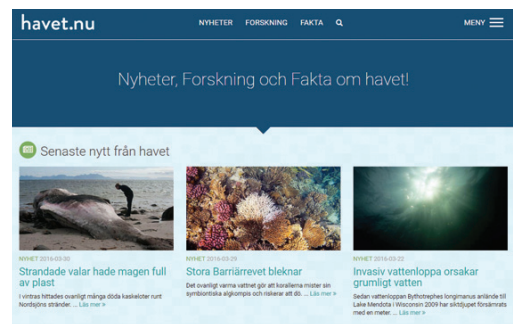 havet.nu
NYHETER FORSKNING FAKTA
MENY
Nyheter, Forskning och Fakta om havet!
Senaste nytt från havet
NYHET 2016-03-30
Strandade valar hade magen full
av plast
I vintras hittades ovanligt många döda kaskeloter runt
Nordsjöns stränder. ... Läs mer »
NYHET 2016-03-29
Stora Barriärrevet bleknar
Det ovanligt varma vattnet gör att korallerna mister sin
symbiontiska algkompis och riskerar att dö. ... Läs mer »
NYHET 2016-03-22
Invasiv vattenloppa orsakar
grumligt vatten
Sedan vattenloppan Bythotrephes longimanus anlände till
Lake Mendota i Wisconsin 2009 har siktdjupet försämrats
med en meter. ... Läs mer »